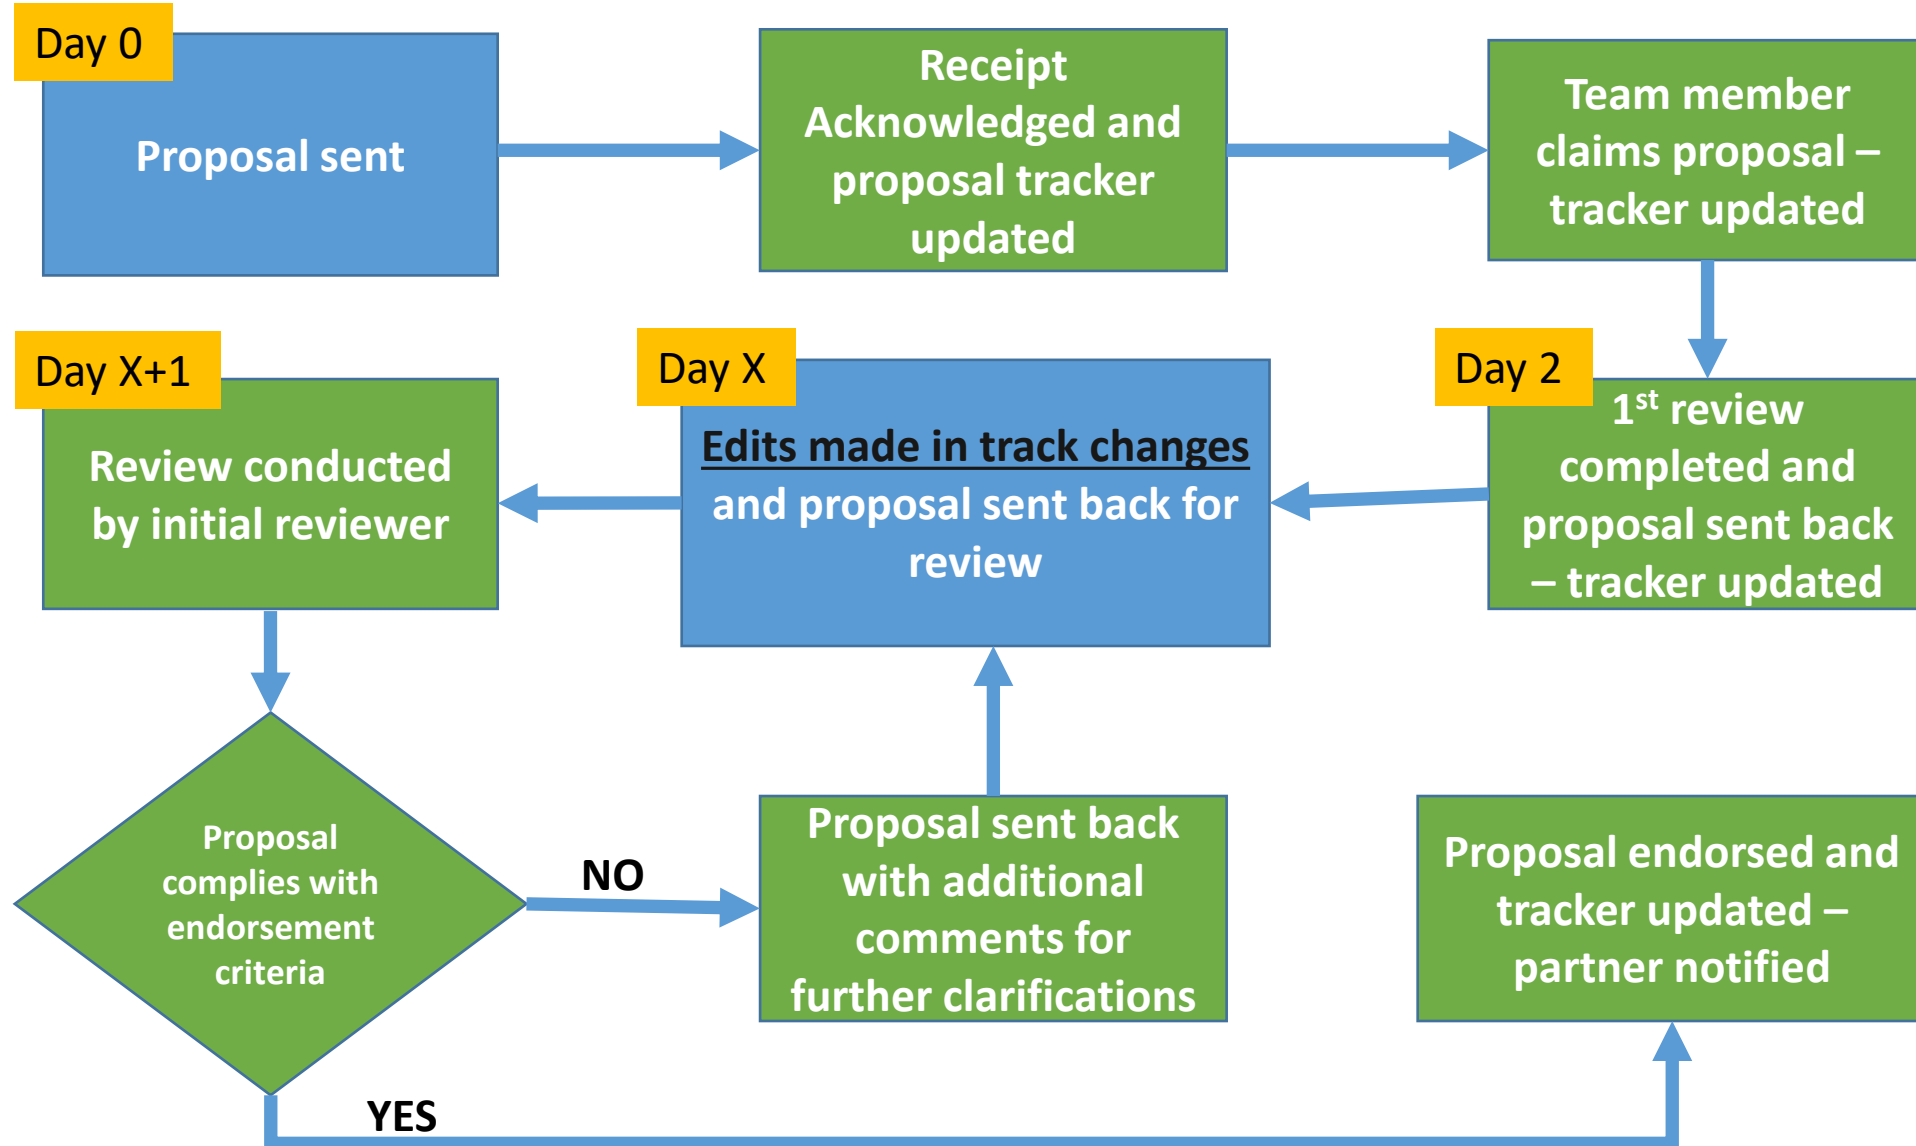 Day 0
Proposal sent
Receipt
Acknowledged and
proposal tracker
updated
Team member
claims proposal –
tracker updated
Day X+1
Review conducted
by initial reviewer
Day X
Edits made in track changes
and proposal sent back for
review
Day 2
1st review
completed and
proposal sent back
– tracker updated
Proposal
complies with
endorsement
criteria
NO
Proposal sent back
with additional
comments for
further clarifications
Proposal endorsed and
tracker updated –
partner notified
YES